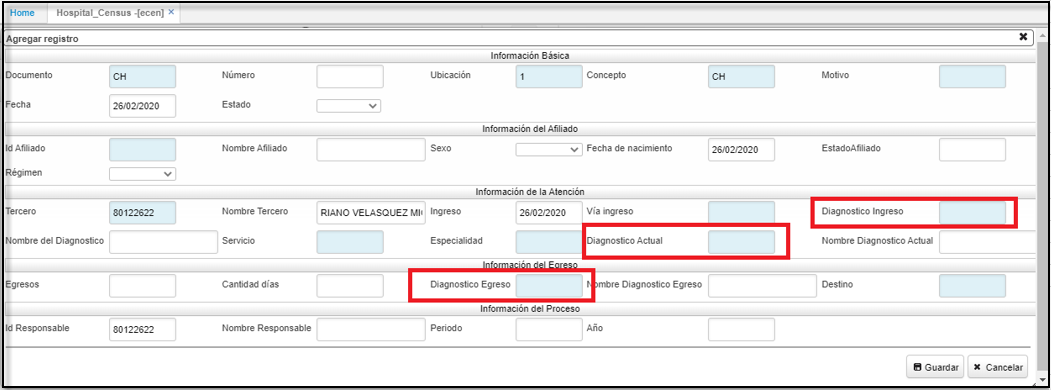 Home Hospital_Census -[ecen] ×
Agregar registro ✖
Información Básica
Documento CH Número Ubicación 1 Concepto CH Motivo
Fecha 26/02/2020 Estado
Información del Afiliado
Id Afiliado Nombre Afiliado Sexo Fecha de nacimiento 26/02/2020 EstadoAfiliado
Régimen
Información de la Atención
Tercero 80122622 Nombre Tercero RIANO VELASQUEZ MI Ingreso 26/02/2020 Vía ingreso Diagnostico Ingreso
Nombre del Diagnostico Servicio Especialidad Diagnostico Actual Nombre Diagnostico Actual
Información del Egreso
Egresos Cantidad días Diagnostico Egreso Nombre Diagnostico Egreso Destino
Información del Proceso
Id Responsable 80122622 Nombre Responsable Periodo Año
Guardar ✖ Cancelar